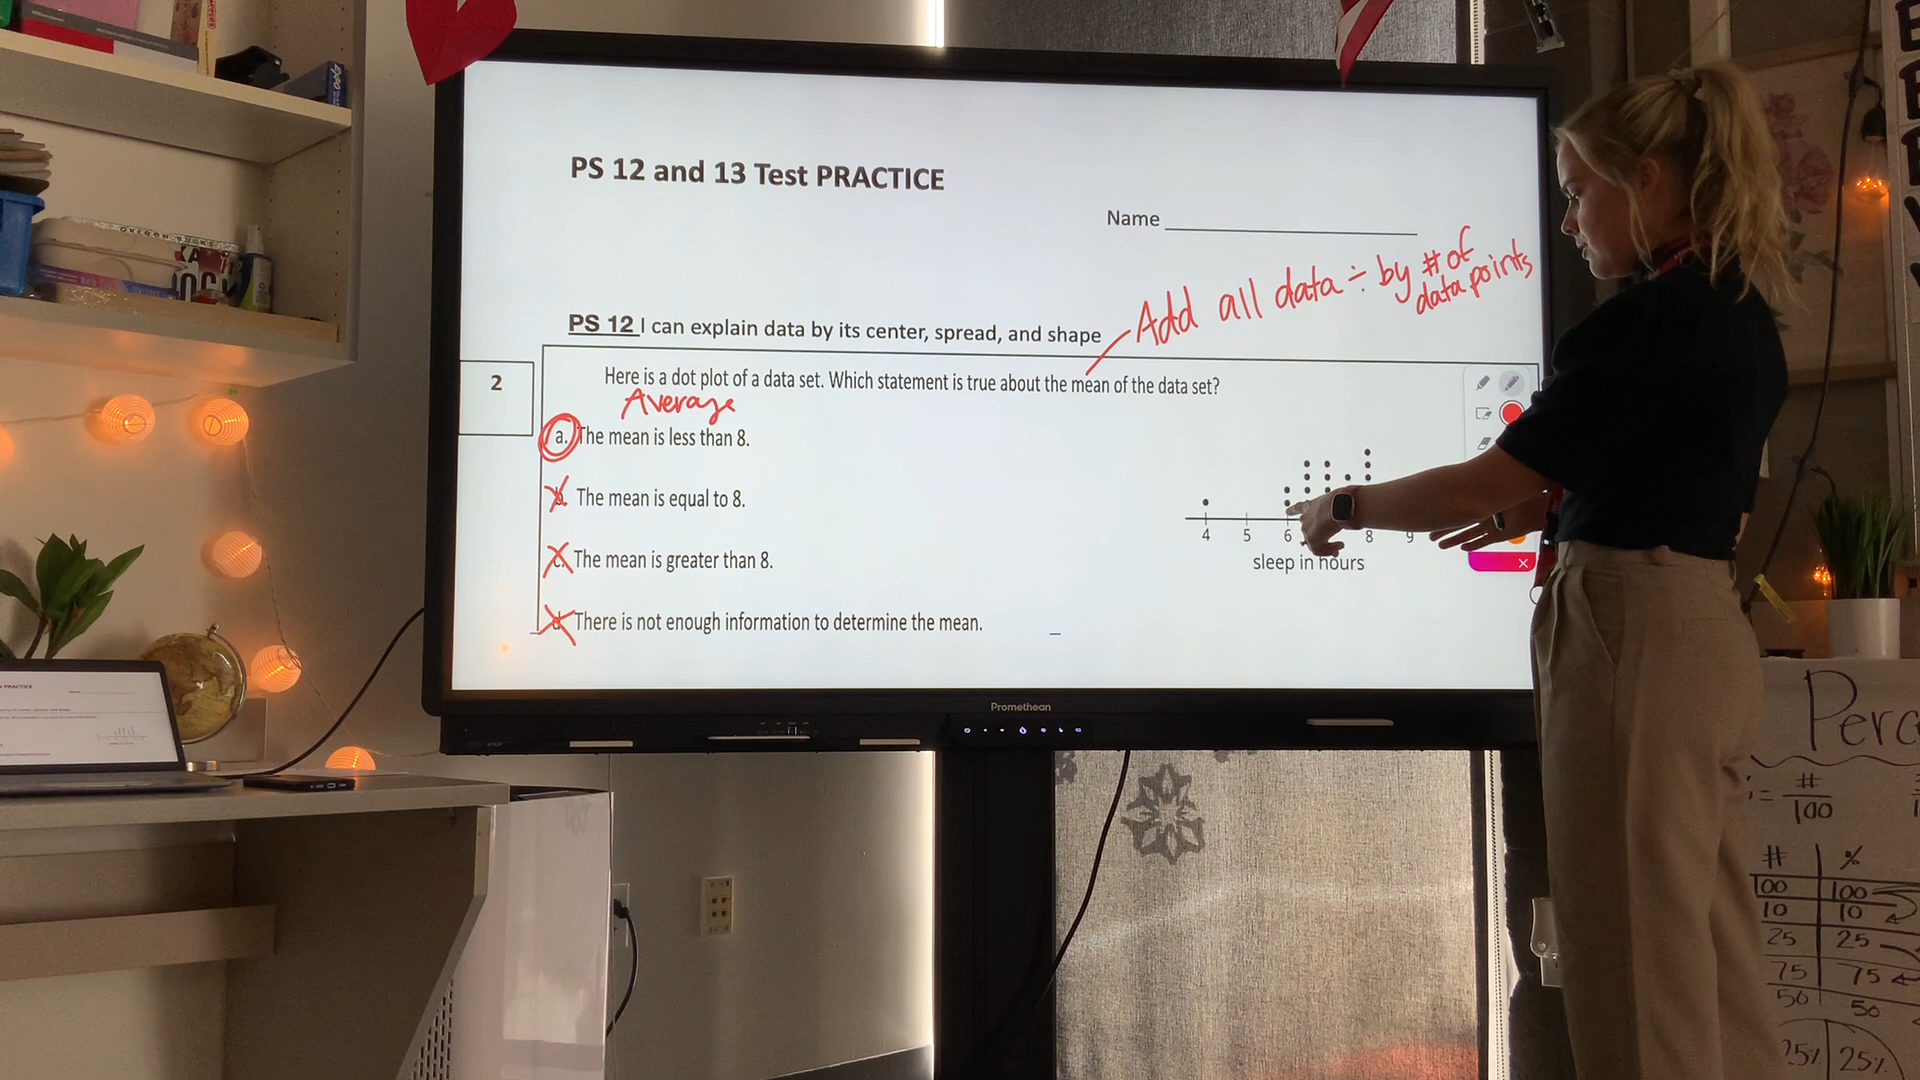 PS 12 and 13 Test PRACTICE
Name
Add all data ÷ by # of
data points
PS 12 I can explain data by its center, spread, and shape
2
Here is a dot plot of a data set. Which statement is true about the mean of the data set?
Average
a. The mean is less than 8.
b. The mean is equal to 8.
c. The mean is greater than 8.
d. There is not enough information to determine the mean.
4 5 6 8 9
sleep in hours
Promethean
PRACTICE
= #/100
# %
100 100
10 10
25 25
75 75
50 50
25% 25%